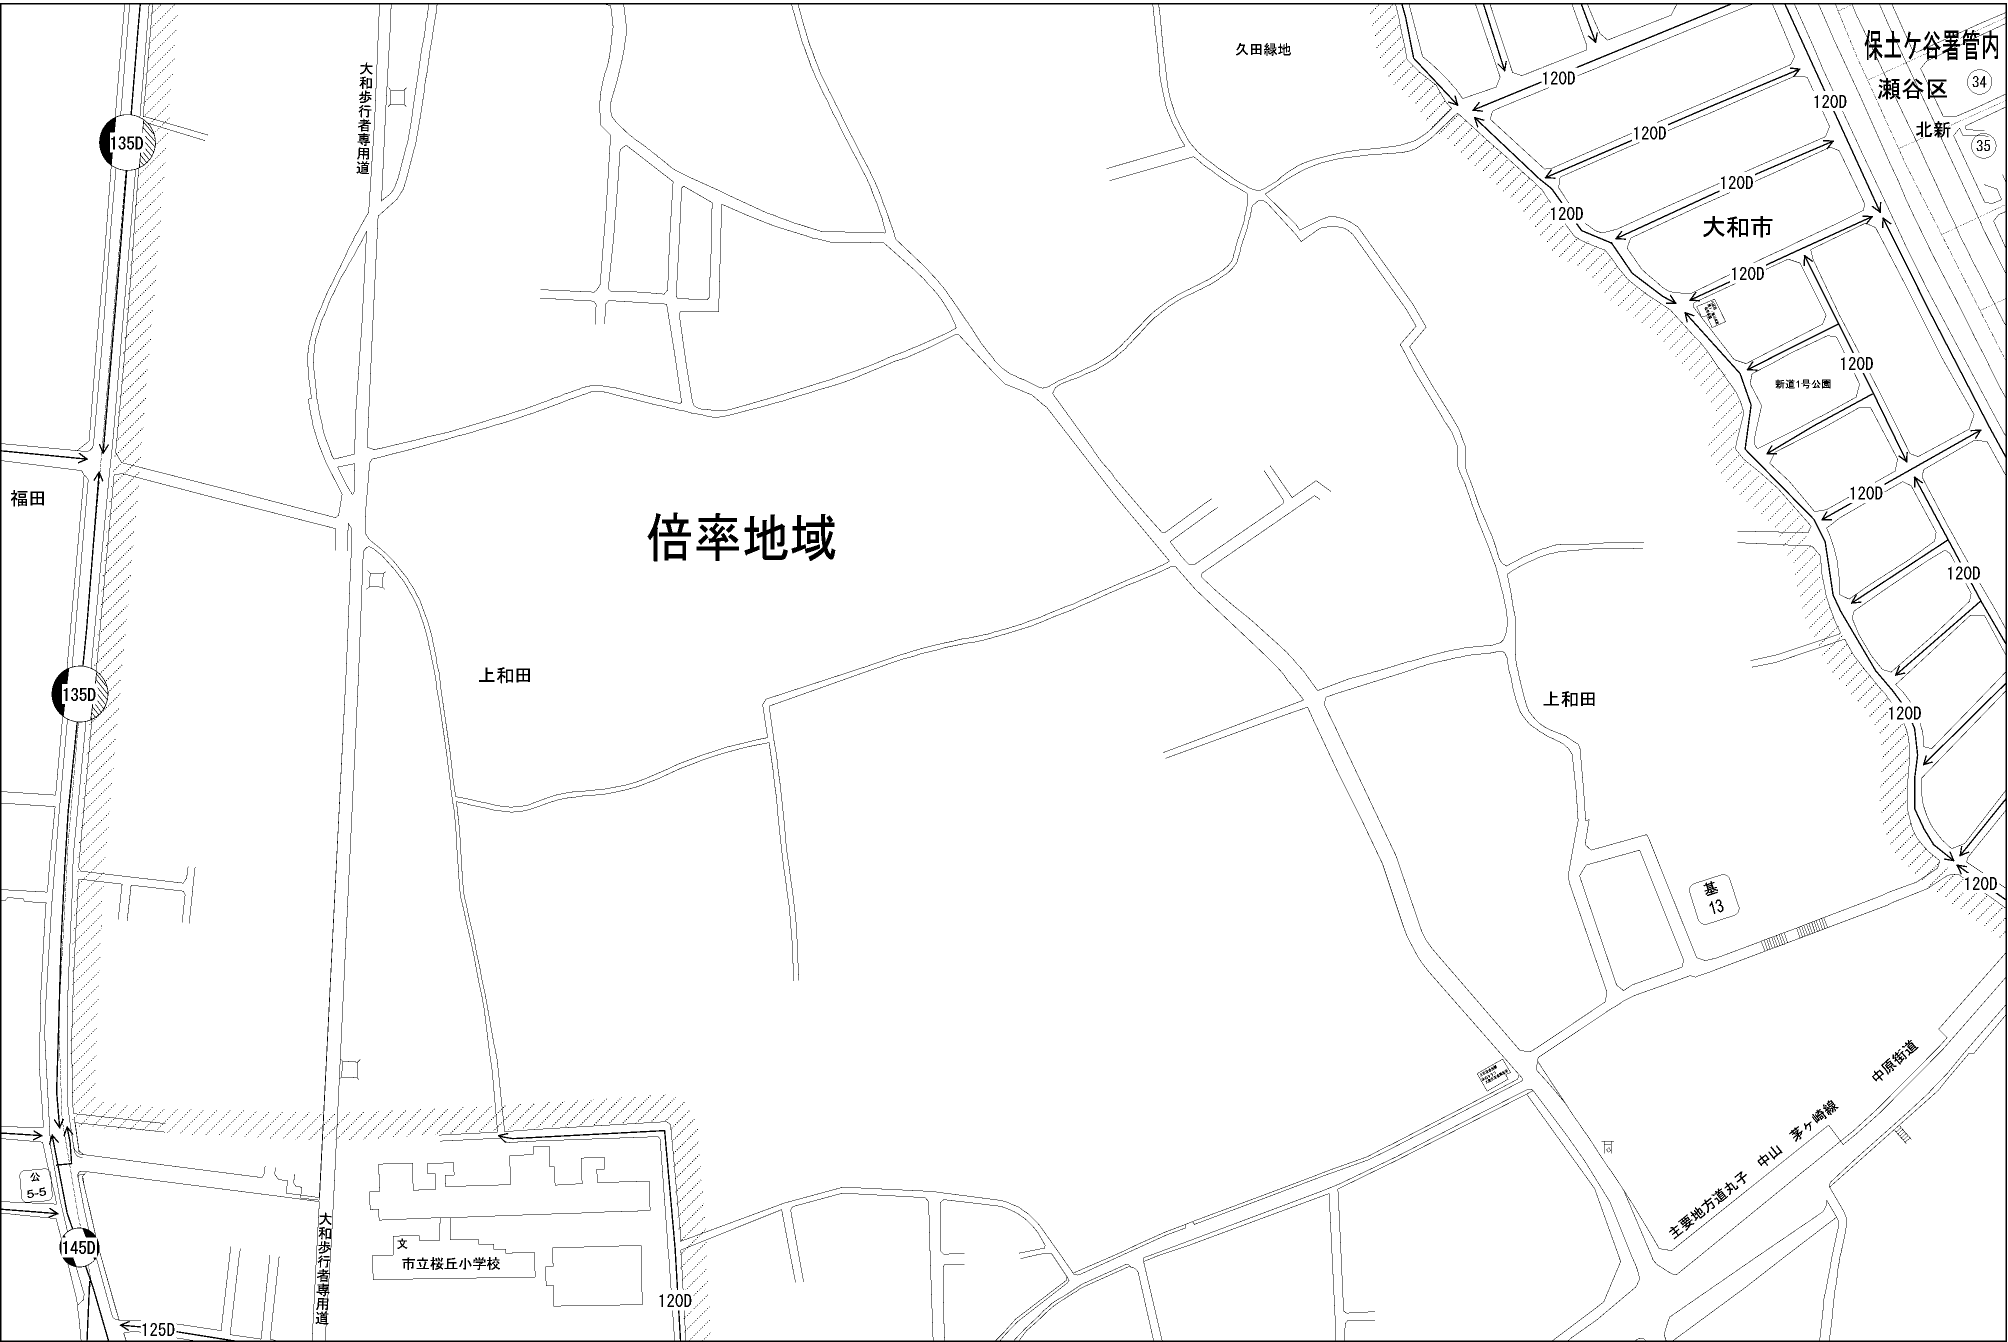 久田緑地
保土ケ谷署管内
瀬谷区
34
北新
35
大和歩行者専用道
120D
120D
120D
135D
120D
120D
大和市
120D
120D
新道1号公園
福田
120D
倍率地域
120D
上和田
上和田
135D
120D
120D
基
13
中原街道
主要地方道丸子 中山 茅ヶ崎線
公
5-5
145D
大和歩行者専用道
文
市立桜丘小学校
120D
125D